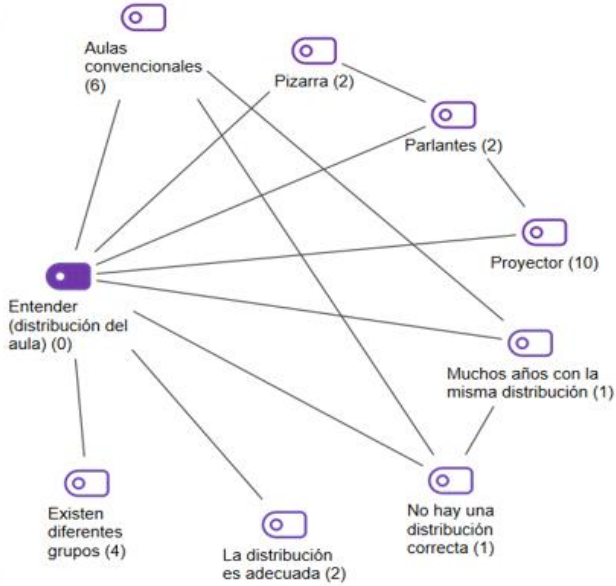 Aulas
convencionales
(6)
Pizarra (2)
Parlantes (2)
Proyector (10)
Entender
(distribución del
aula) (0)
Muchos años con la
misma distribución (1)
Existen
diferentes
grupos (4)
La distribución
es adecuada (2)
No hay una
distribución
correcta (1)